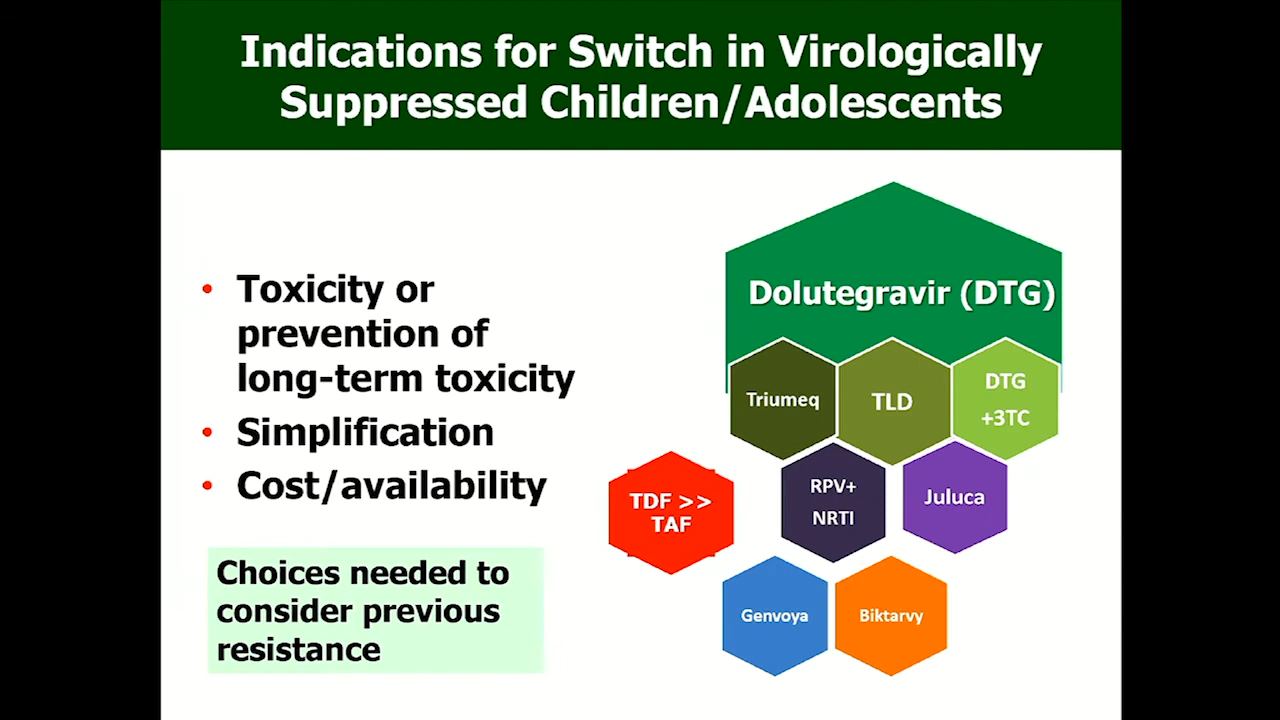 Indications for Switch in Virologically
Suppressed Children/Adolescents
• Toxicity or
prevention of
long-term toxicity
• Simplification
• Cost/availability
Choices needed to
consider previous
resistance
Dolutegravir (DTG)
Triumeq
TLD
DTG
+3TC
TDF >>
TAF
RPV+
NRTI
Juluca
Genvoya
Biktarvy